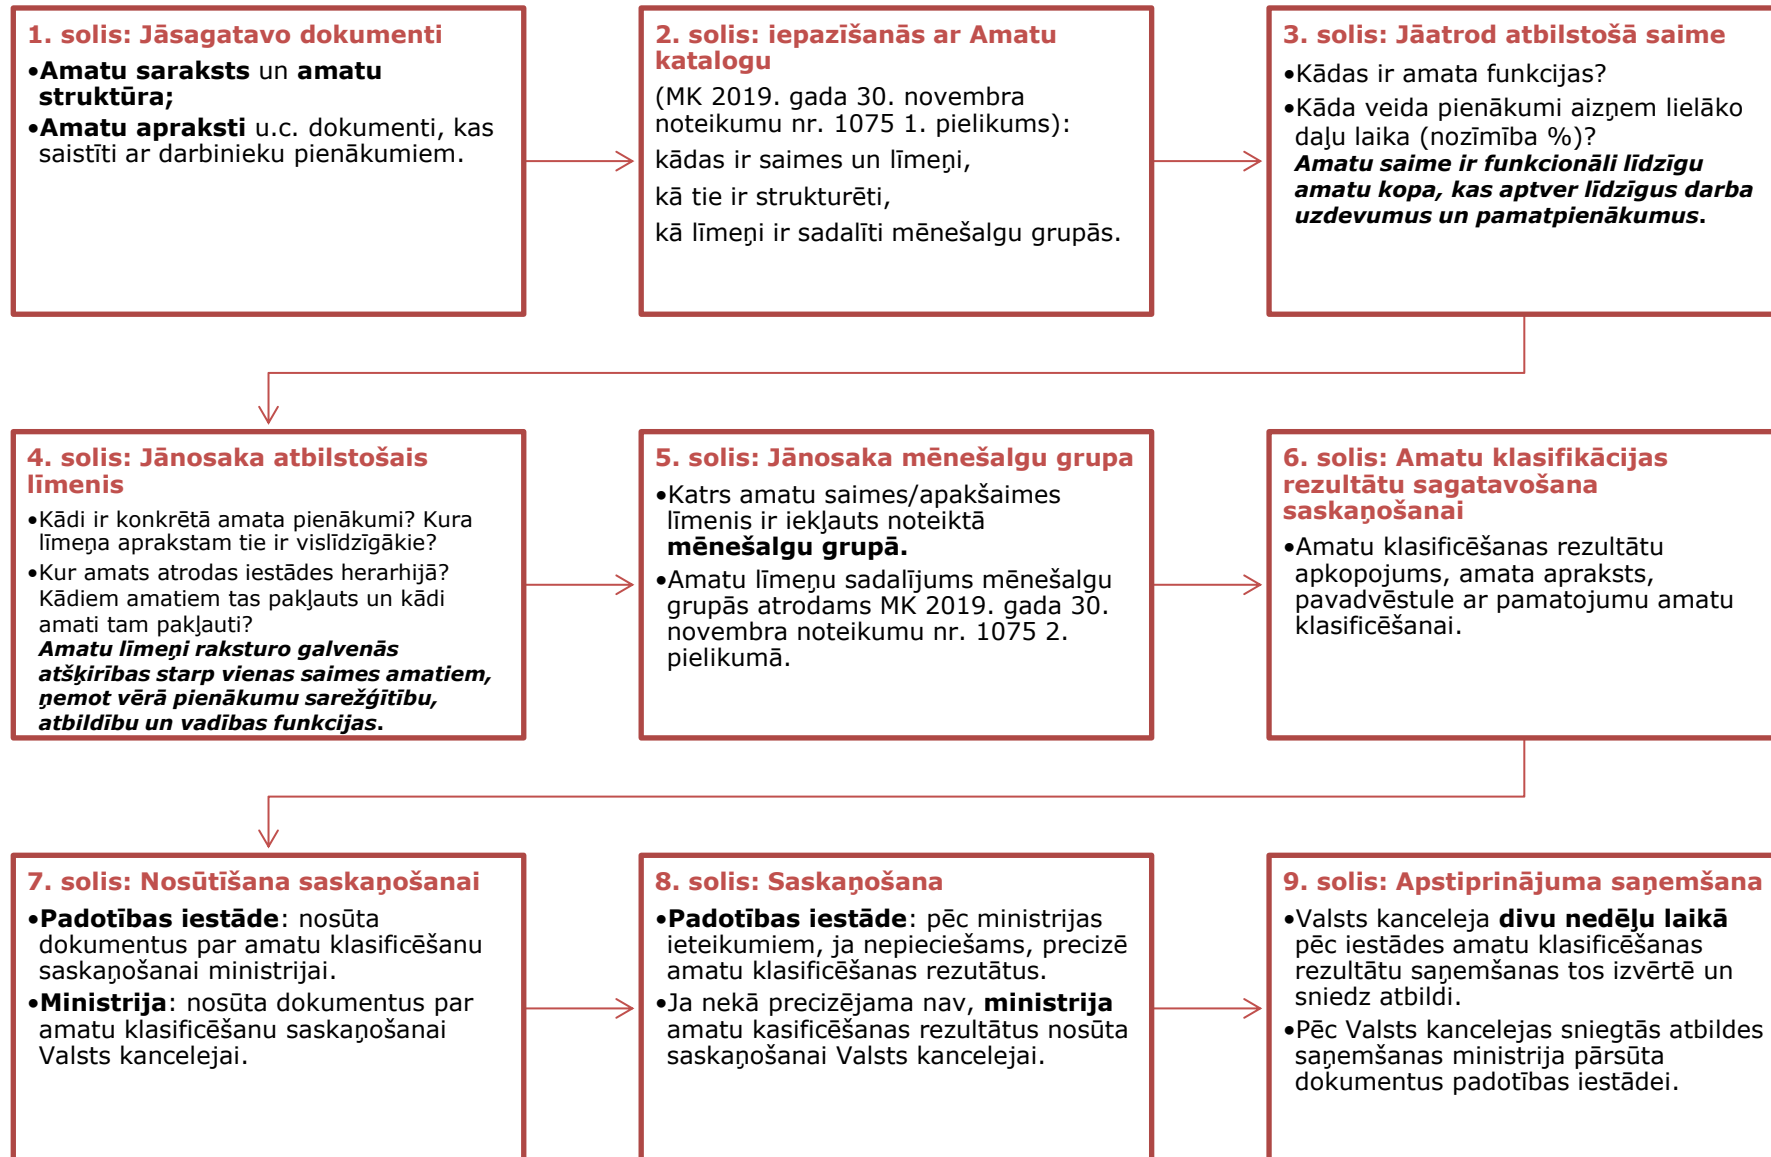 1. solis: Jāsagatavo dokumenti
•Amatu saraksts un amatu
struktūra;
•Amatu apraksti u.c. dokumenti, kas
saistīti ar darbinieku pienākumiem.
2. solis: iepazīšanās ar Amatu
katalogu
(MK 2019. gada 30. novembra
noteikumu nr. 1075 1. pielikums):
kādas ir saimes un līmeņi,
kā tie ir strukturēti,
kā līmeņi ir sadalīti mēnešalgu grupās.
3. solis: Jāatrod atbilstošā saime
•Kādas ir amata funkcijas?
•Kāda veida pienākumi aizņem lielāko
daļu laika (nozīmība %)?
Amatu saime ir funkcionāli līdzīgu
amatu kopa, kas aptver līdzīgus darba
uzdevumus un pamatpienākumus.
4. solis: Jānosaka atbilstošais
līmenis
•Kādi ir konkrētā amata pienākumi? Kura
līmeņa aprakstam tie ir vislīdzīgākie?
•Kur amats atrodas iestādes herarhijā?
Kādiem amatiem tas pakļauts un kādi
amati tam pakļauti?
Amatu līmeņi raksturo galvenās
atšķirības starp vienas saimes amatiem,
ņemot vērā pienākumu sarežģītību,
atbildību un vadības funkcijas.
5. solis: Jānosaka mēnešalgu grupa
•Katrs amatu saimes/apakšaimes
līmenis ir iekļauts noteiktā
mēnešalgu grupā.
•Amatu līmeņu sadalījums mēnešalgu
grupās atrodams MK 2019. gada 30.
novembra noteikumu nr. 1075 2.
pielikumā.
6. solis: Amatu klasifikācijas
rezultātu sagatavošana
saskaņošanai
•Amatu klasificēšanas rezultātu
apkopojums, amata apraksts,
pavadvēstule ar pamatojumu amatu
klasificēšanai.
7. solis: Nosūtīšana saskaņošanai
•Padotības iestāde: nosūta
dokumentus par amatu klasificēšanu
saskaņošanai ministrijai.
•Ministrija: nosūta dokumentus par
amatu klasificēšanu saskaņošanai
Valsts kancelejai.
8. solis: Saskaņošana
•Padotības iestāde: pēc ministrijas
ieteikumiem, ja nepieciešams, precizē
amatu klasificēšanas rezutātus.
•Ja nekā precizējama nav, ministrija
amatu kasificēšanas rezultātus nosūta
saskaņošanai Valsts kancelejai.
9. solis: Apstiprinājuma saņemšana
•Valsts kanceleja divu nedēļu laikā
pēc iestādes amatu klasificēšanas
rezultātu saņemšanas tos izvērtē un
sniedz atbildi.
•Pēc Valsts kancelejas sniegtās atbildes
saņemšanas ministrija pārsūta
dokumentus padotības iestādei.